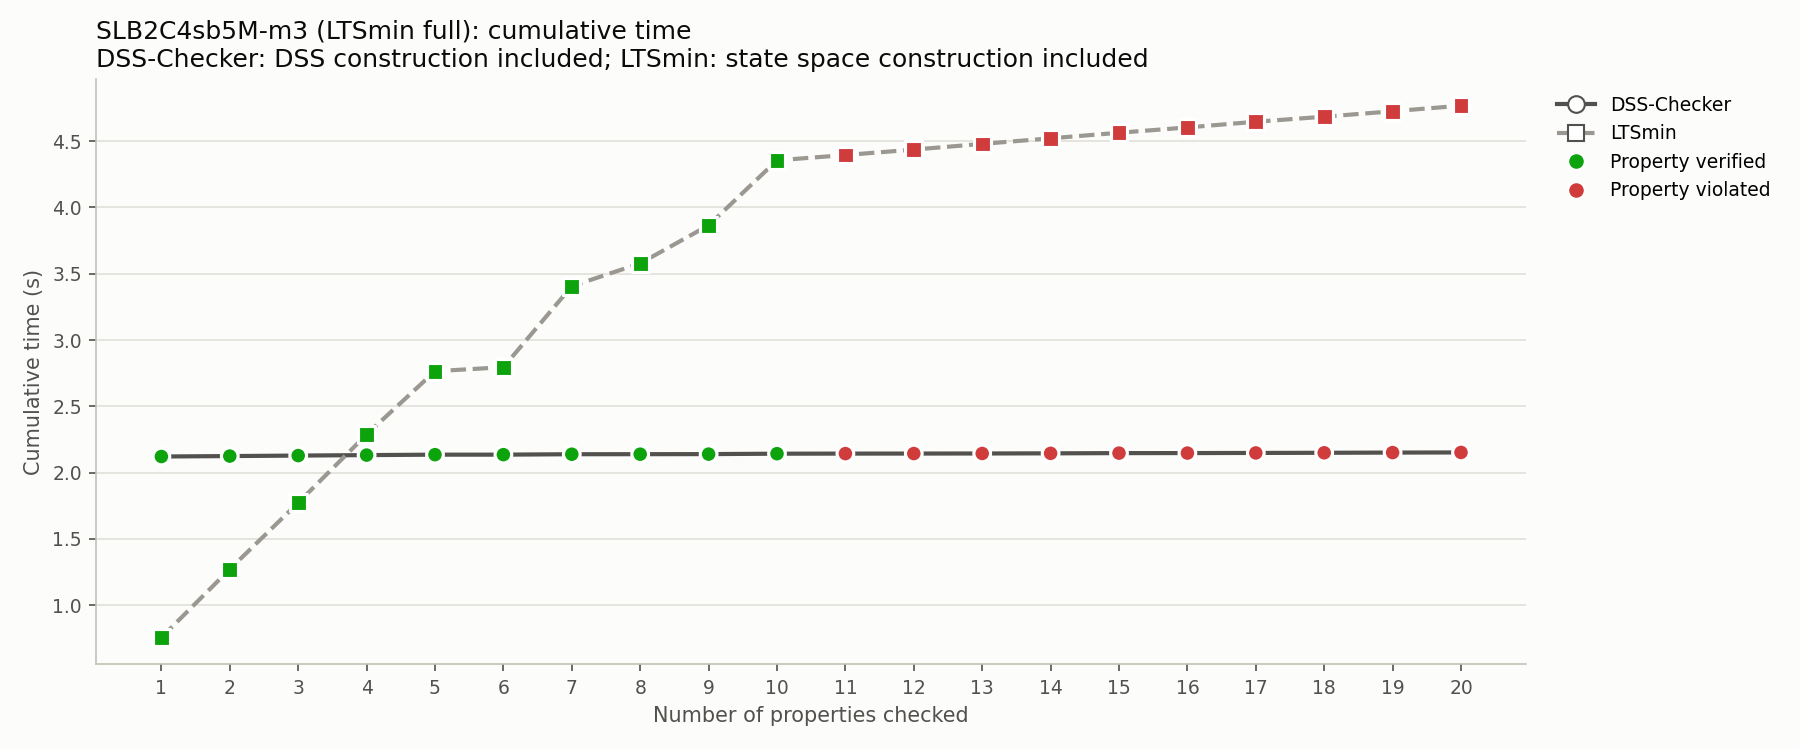 SLB2C4sb5M-m3 (LTSmin full): cumulative time
DSS-Checker: DSS construction included; LTSmin: state space construction included
DSS-Checker
LTSmin
Property verified
Property violated
Cumulative time (s)
4.5
4.0
3.5
3.0
2.5
2.0
1.5
1.0
1 2 3 4 5 6 7 8 9 10 11 12 13 14 15 16 17 18 19 20
Number of properties checked